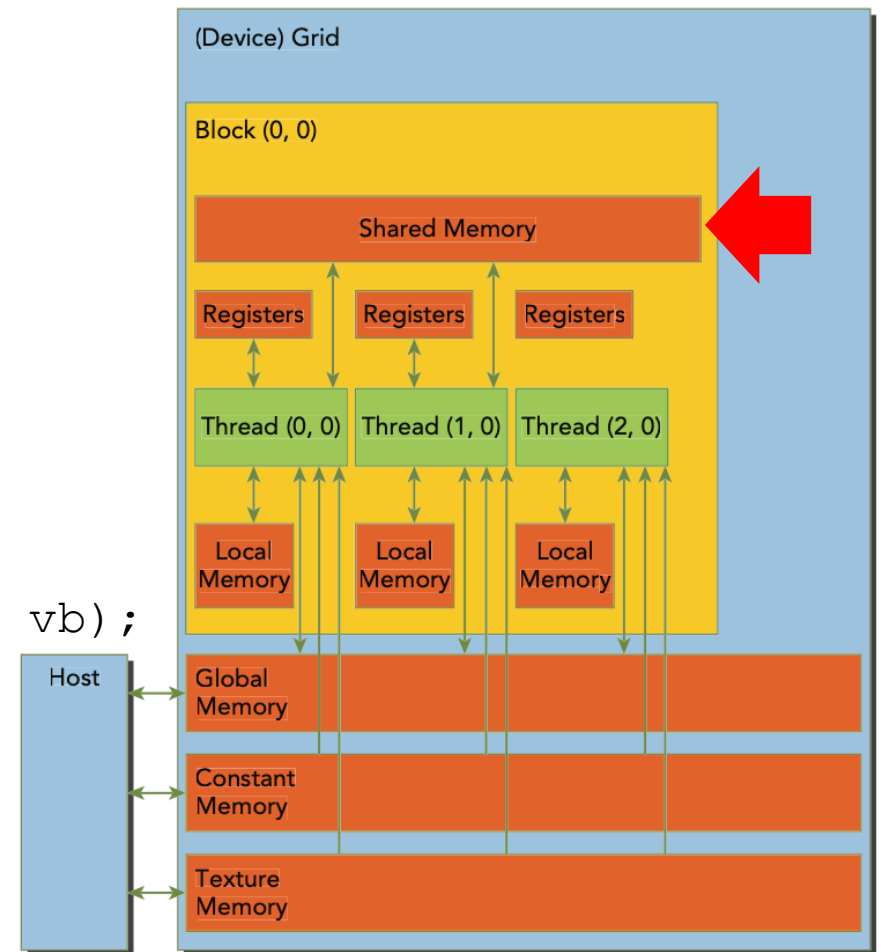 (Device) Grid
Block (0, 0)
Shared Memory
Registers
Registers
Registers
Thread (0, 0)
Thread (1, 0)
Thread (2, 0)
Local
Memory
Local
Memory
Local
Memory
vb);
Host
Global
Memory
Constant
Memory
Texture
Memory